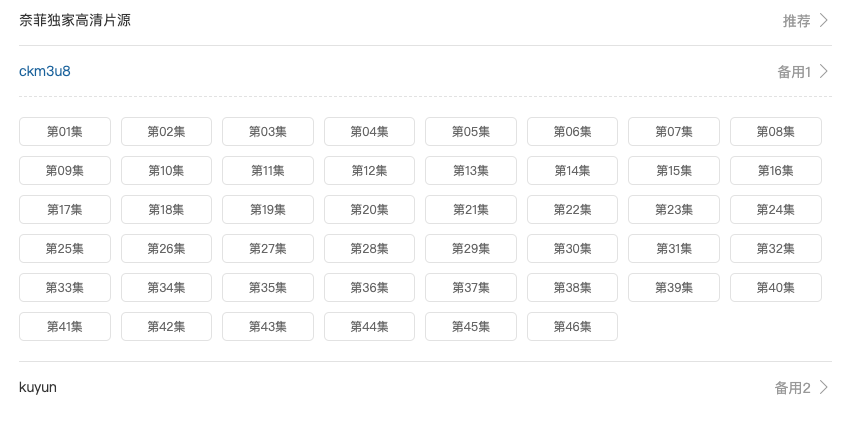 奈菲独家高清片源 推荐
ckm3u8 备用1
第01集 第02集 第03集 第04集 第05集 第06集 第07集 第08集
第09集 第10集 第11集 第12集 第13集 第14集 第15集 第16集
第17集 第18集 第19集 第20集 第21集 第22集 第23集 第24集
第25集 第26集 第27集 第28集 第29集 第30集 第31集 第32集
第33集 第34集 第35集 第36集 第37集 第38集 第39集 第40集
第41集 第42集 第43集 第44集 第45集 第46集
kuyun 备用2